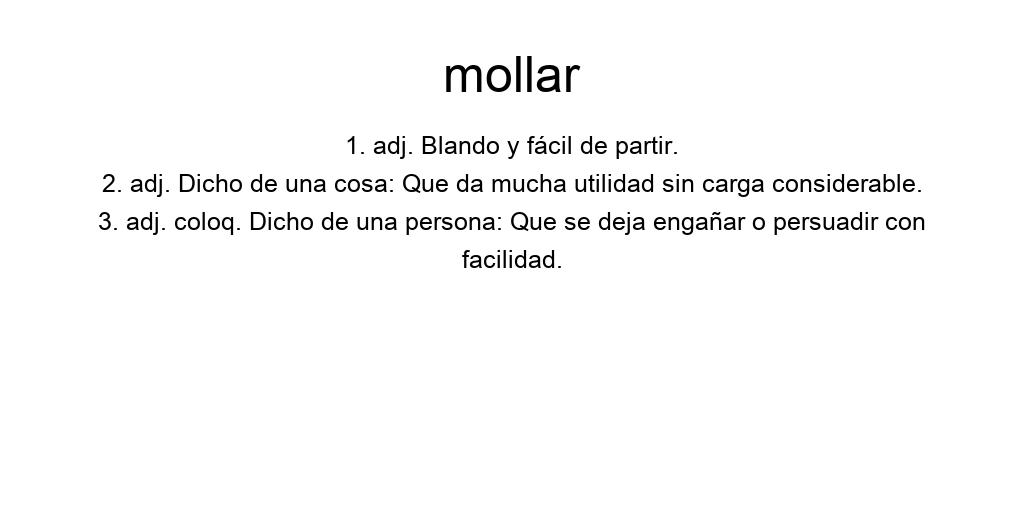 mollar
1. adj. Blando y fácil de partir.
2. adj. Dicho de una cosa: Que da mucha utilidad sin carga considerable.
3. adj. coloq. Dicho de una persona: Que se deja engañar o persuadir con
facilidad.